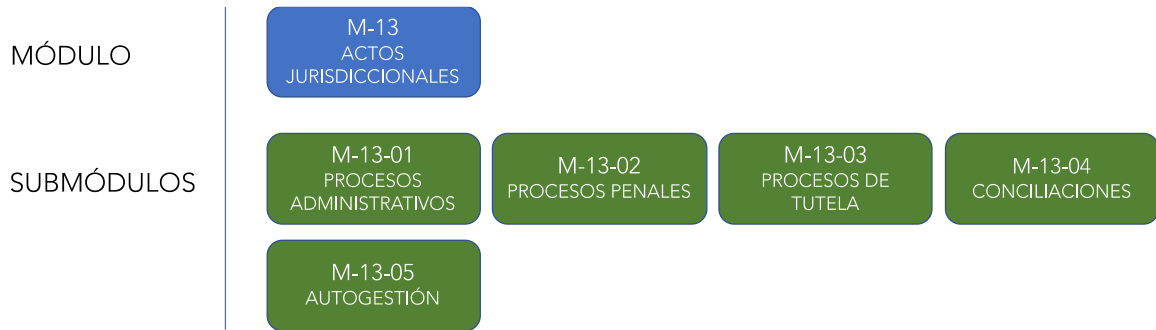 MÓDULO
M-13
ACTOS
JURISDICCIONALES
SUBMÓDULOS
M-13-01
PROCESOS
ADMINISTRATIVOS
M-13-02
PROCESOS PENALES
M-13-03
PROCESOS DE
TUTELA
M-13-04
CONCILIACIONES
M-13-05
AUTOGESTIÓN